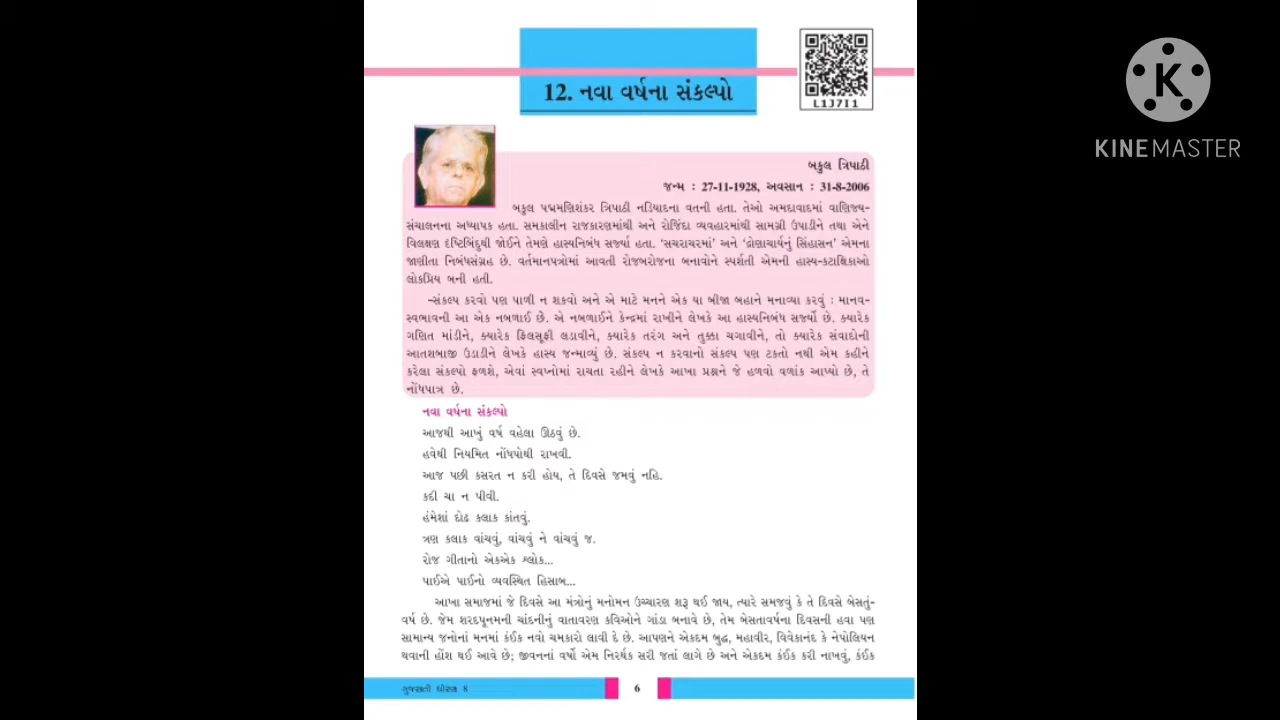 12. નવા વર્ષના સંકલ્પો
L1J7I1
K
KINEMASTER
બકુલ ત્રિપાઠી
જન્મ : 27-11-1928, અવસાન : 31-8-2006
બકુલ પદ્મમણિશંકર ત્રિપાઠી નડિયાદના વતની હતા. તેઓ અમદાવાદમાં વાણિજ્ય-
સંચાલનના અધ્યાપક હતા. સમકાલીન રાજકારણમાંથી અને રોજિંદા વ્યવહારમાંથી સામગ્રી ઉપાડીને તથા એને
વિલક્ષણ દૃષ્ટિબિંદુથી જોઈને તેમણે હાસ્યનિબંધ સર્જ્યા હતા. ‘સચરાચરમાં’ અને ‘દ્રોણાચાર્યનું સિંહાસન’ એમના
જાણીતા નિબંધસંગ્રહ છે. વર્તમાનપત્રોમાં આવતી રોજબરોજના બનાવોને સ્પર્શતી એમની હાસ્ય-કટાક્ષિકાઓ
લોકપ્રિય બની હતી.
-સંકલ્પ કરવો પણ પાળી ન શકવો અને એ માટે મનને એક યા બીજા બહાને મનાવ્યા કરવું : માનવ-
સ્વભાવની આ એક નબળાઈ છે. એ નબળાઈને કેન્દ્રમાં રાખીને લેખકે આ હાસ્યનિબંધ સર્જ્યો છે. ક્યારેક
ગણિત માંડીને, ક્યારેક ફિલસૂફી લડાવીને, ક્યારેક તરંગ અને તુક્કા ચગાવીને, તો ક્યારેક સંવાદોની
આતશબાજી ઉડાડીને લેખકે હાસ્ય જન્માવ્યું છે. સંકલ્પ ન કરવાનો સંકલ્પ પણ ટકતો નથી એમ કહીને
કરેલા સંકલ્પો ફળશે, એવાં સ્વપ્નોમાં રાચતા રહીને લેખકે આખા પ્રશ્નને જે હળવો વળાંક આપ્યો છે, તે
નોંધપાત્ર છે.
નવા વર્ષના સંકલ્પો
આજથી આખું વર્ષ વહેલા ઊઠવું છે.
હવેથી નિયમિત નોંધપોથી રાખવી.
આજ પછી કસરત ન કરી હોય, તે દિવસે જમવું નહિ.
કદી ચા ન પીવી.
હંમેશાં દોઢ કલાક કાંતવું.
ત્રણ કલાક વાંચવું, વાંચવું ને વાંચવું જ.
રોજ ગીતાનો એકએક શ્લોક...
પાઈએ પાઈનો વ્યવસ્થિત હિસાબ...
આખા સમાજમાં જે દિવસે આ મંત્રોનું મનોમન ઉચ્ચારણ શરૂ થઈ જાય, ત્યારે સમજવું કે તે દિવસે બેસતું-
વર્ષ છે. જેમ શરદપૂનમની ચાંદનીનું વાતાવરણ કવિઓને ગાંડા બનાવે છે, તેમ બેસતાવર્ષના દિવસની હવા પણ
સામાન્ય જનોનાં મનમાં કંઈક નવો ચમકારો લાવી દે છે. આપણને એકદમ બુદ્ધ, મહાવીર, વિવેકાનંદ કે નેપોલિયન
થવાની હોંશ થઈ આવે છે; જીવનનાં વર્ષો એમ નિરર્થક સરી જતાં લાગે છે અને એકદમ કંઈક કરી નાખવું, કંઈક
ગુજરાતી ધોરણ 8
6